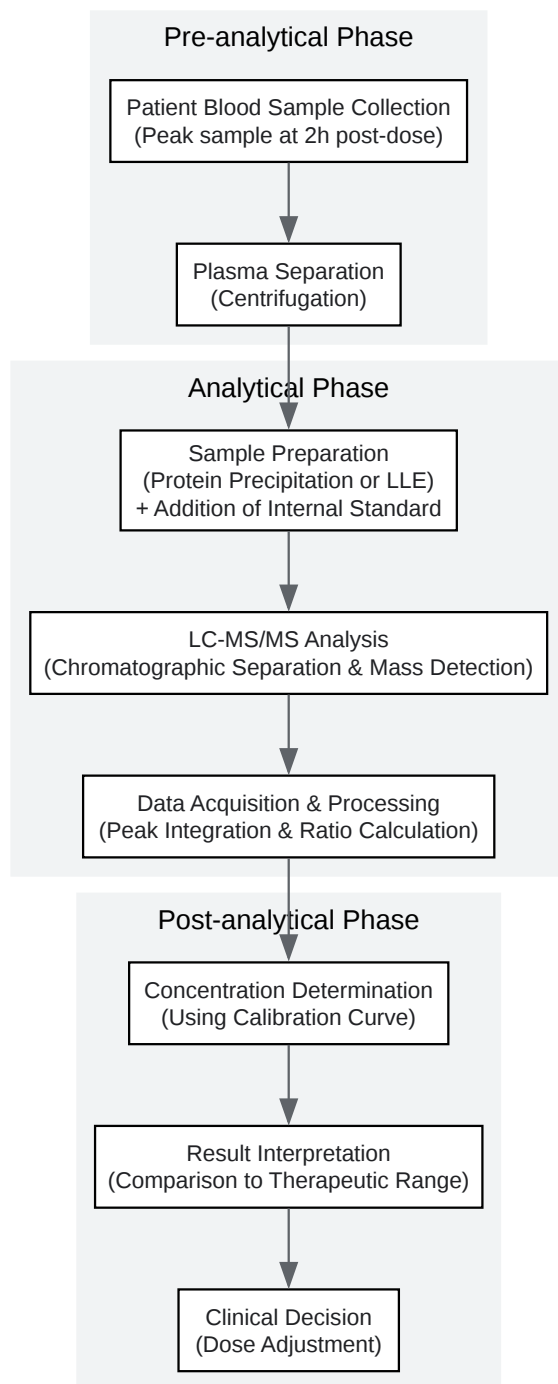 Pre-analytical Phase
Patient Blood Sample Collection
(Peak sample at 2h post-dose)
Plasma Separation
(Centrifugation)
Analytical Phase
Sample Preparation
(Protein Precipitation or LLE)
+ Addition of Internal Standard
LC-MS/MS Analysis
(Chromatographic Separation & Mass Detection)
Data Acquisition & Processing
(Peak Integration & Ratio Calculation)
Post-analytical Phase
Concentration Determination
(Using Calibration Curve)
Result Interpretation
(Comparison to Therapeutic Range)
Clinical Decision
(Dose Adjustment)